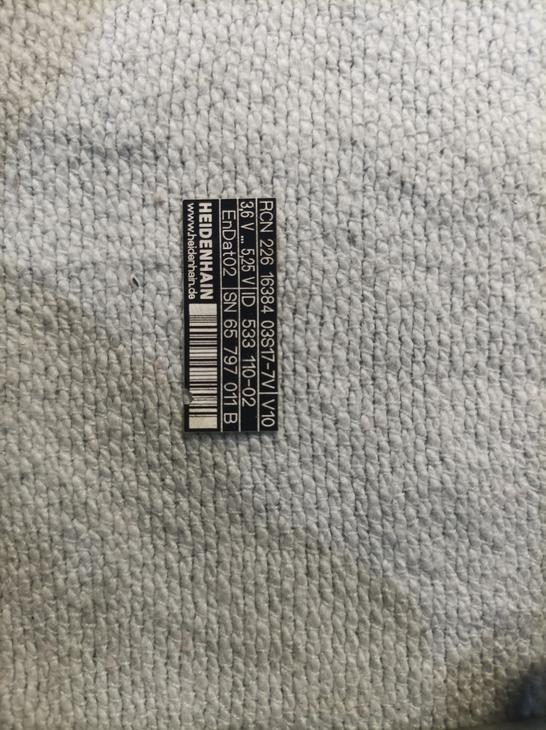 RCN 226 16384 03S17-7V V10
3,6 V ... 5,25 V ID 533 110-02
EnDat02 SN 65 797 011 B
HEIDENHAIN
www.heidenhain.de